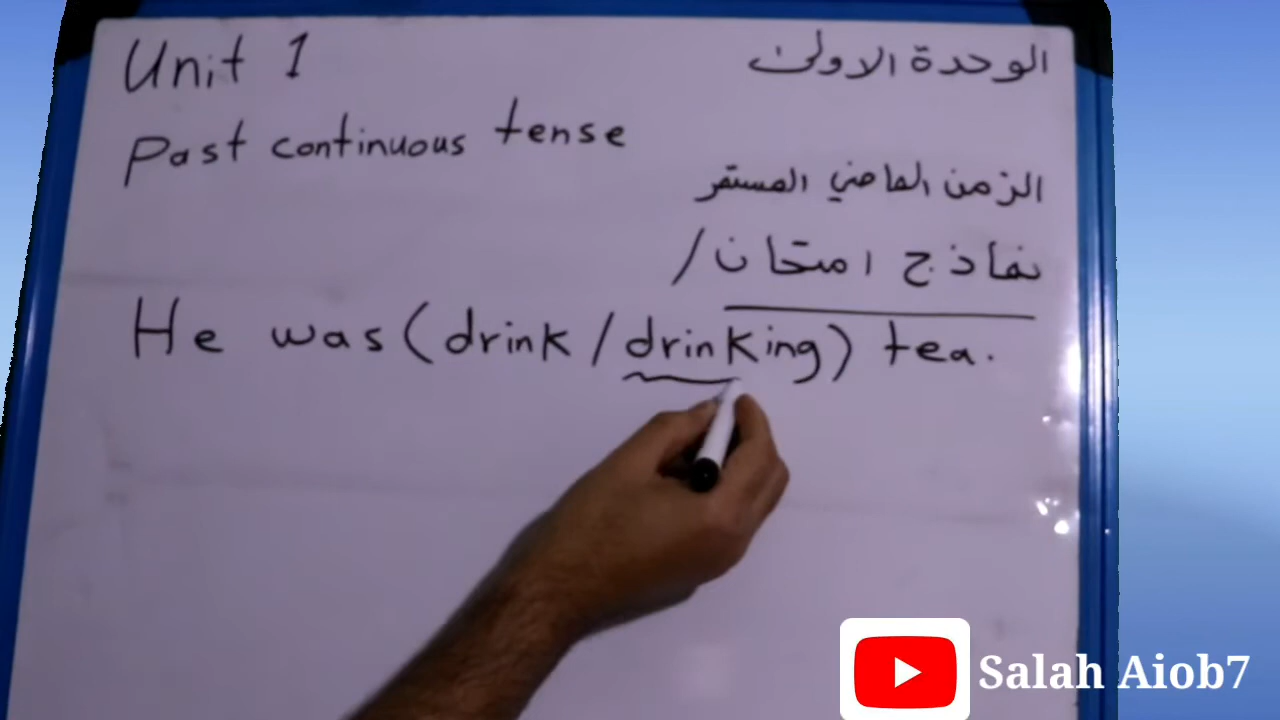 Unit 1
الوحدة الاولى
Past continuous tense
الزمن الماضي المستمر
نماذج امتحان/
He was (drink / drinking) tea.
Salah Aiob7